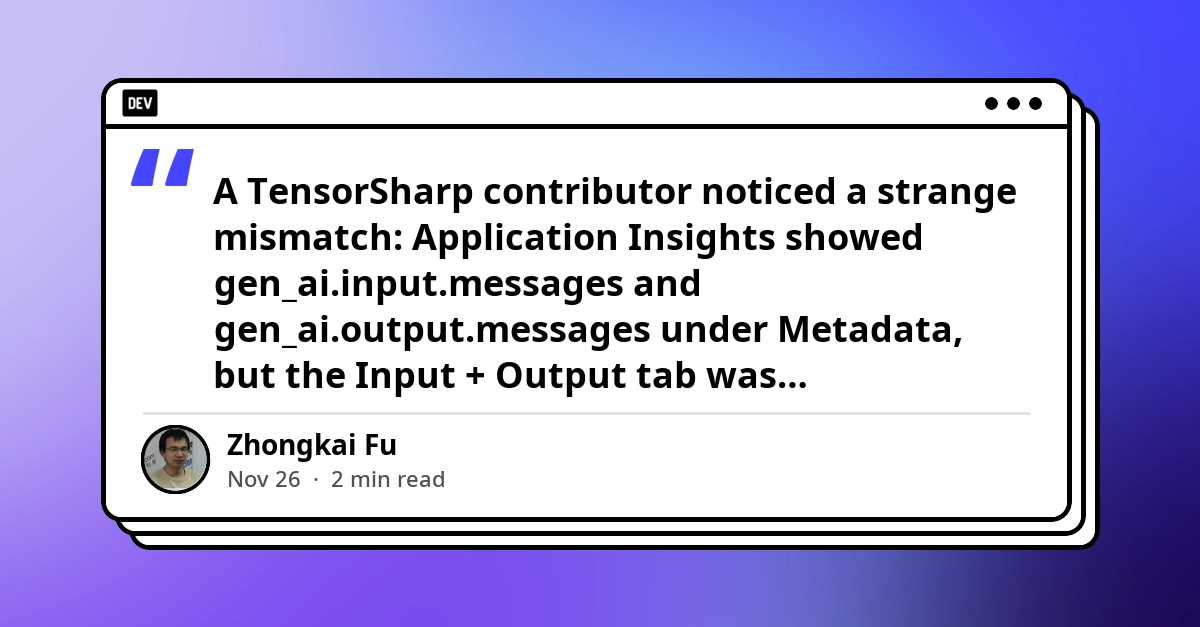 DEV
“
A TensorSharp contributor noticed a strange
mismatch: Application Insights showed
gen_ai.input.messages and
gen_ai.output.messages under Metadata,
but the Input + Output tab was...
Zhongkai Fu
Nov 26 · 2 min read